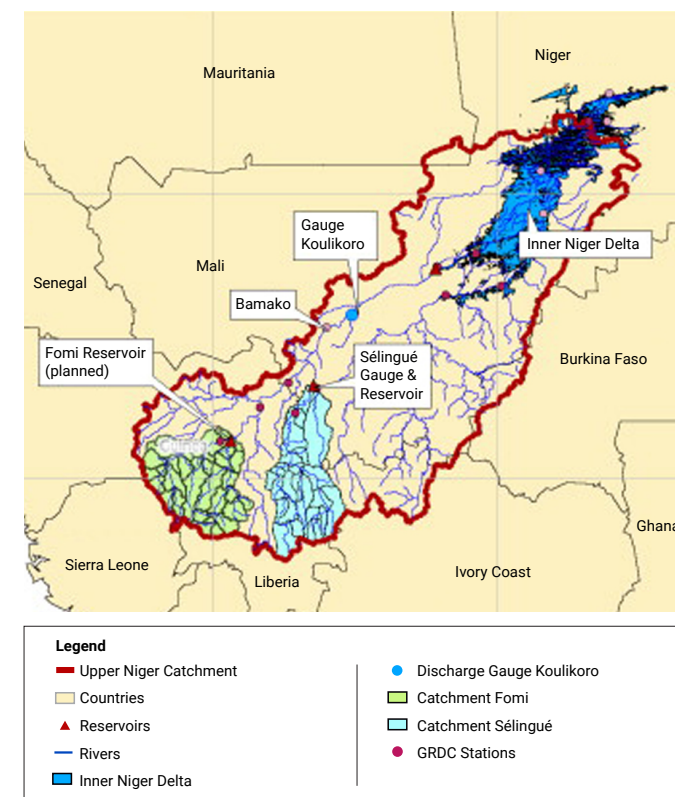 Mauritania
Niger
Gauge
Koulikoro
Inner Niger Delta
Mali
Senegal
Bamako
Fomi Reservoir
(planned)
Sélingué
Gauge &
Reservoir
Burkina Faso
Ghana
Sierra Leone
Liberia
Ivory Coast
Legend
Upper Niger Catchment
Countries
Reservoirs
Rivers
Inner Niger Delta
Discharge Gauge Koulikoro
Catchment Fomi
Catchment Sélingué
GRDC Stations